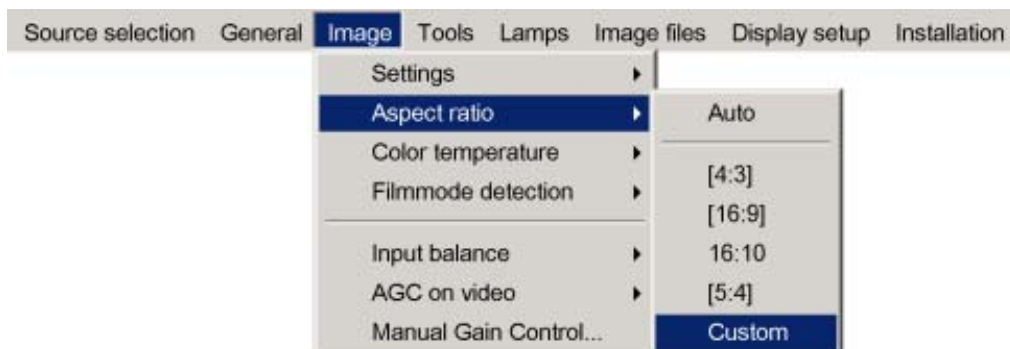 Source selection General Image Tools Lamps Image files Display setup Installation
Settings
Aspect ratio
Color temperature
Filmmode detection
Input balance
AGC on video
Manual Gain Control...
Auto
[4:3]
[16:9]
16:10
[5:4]
Custom